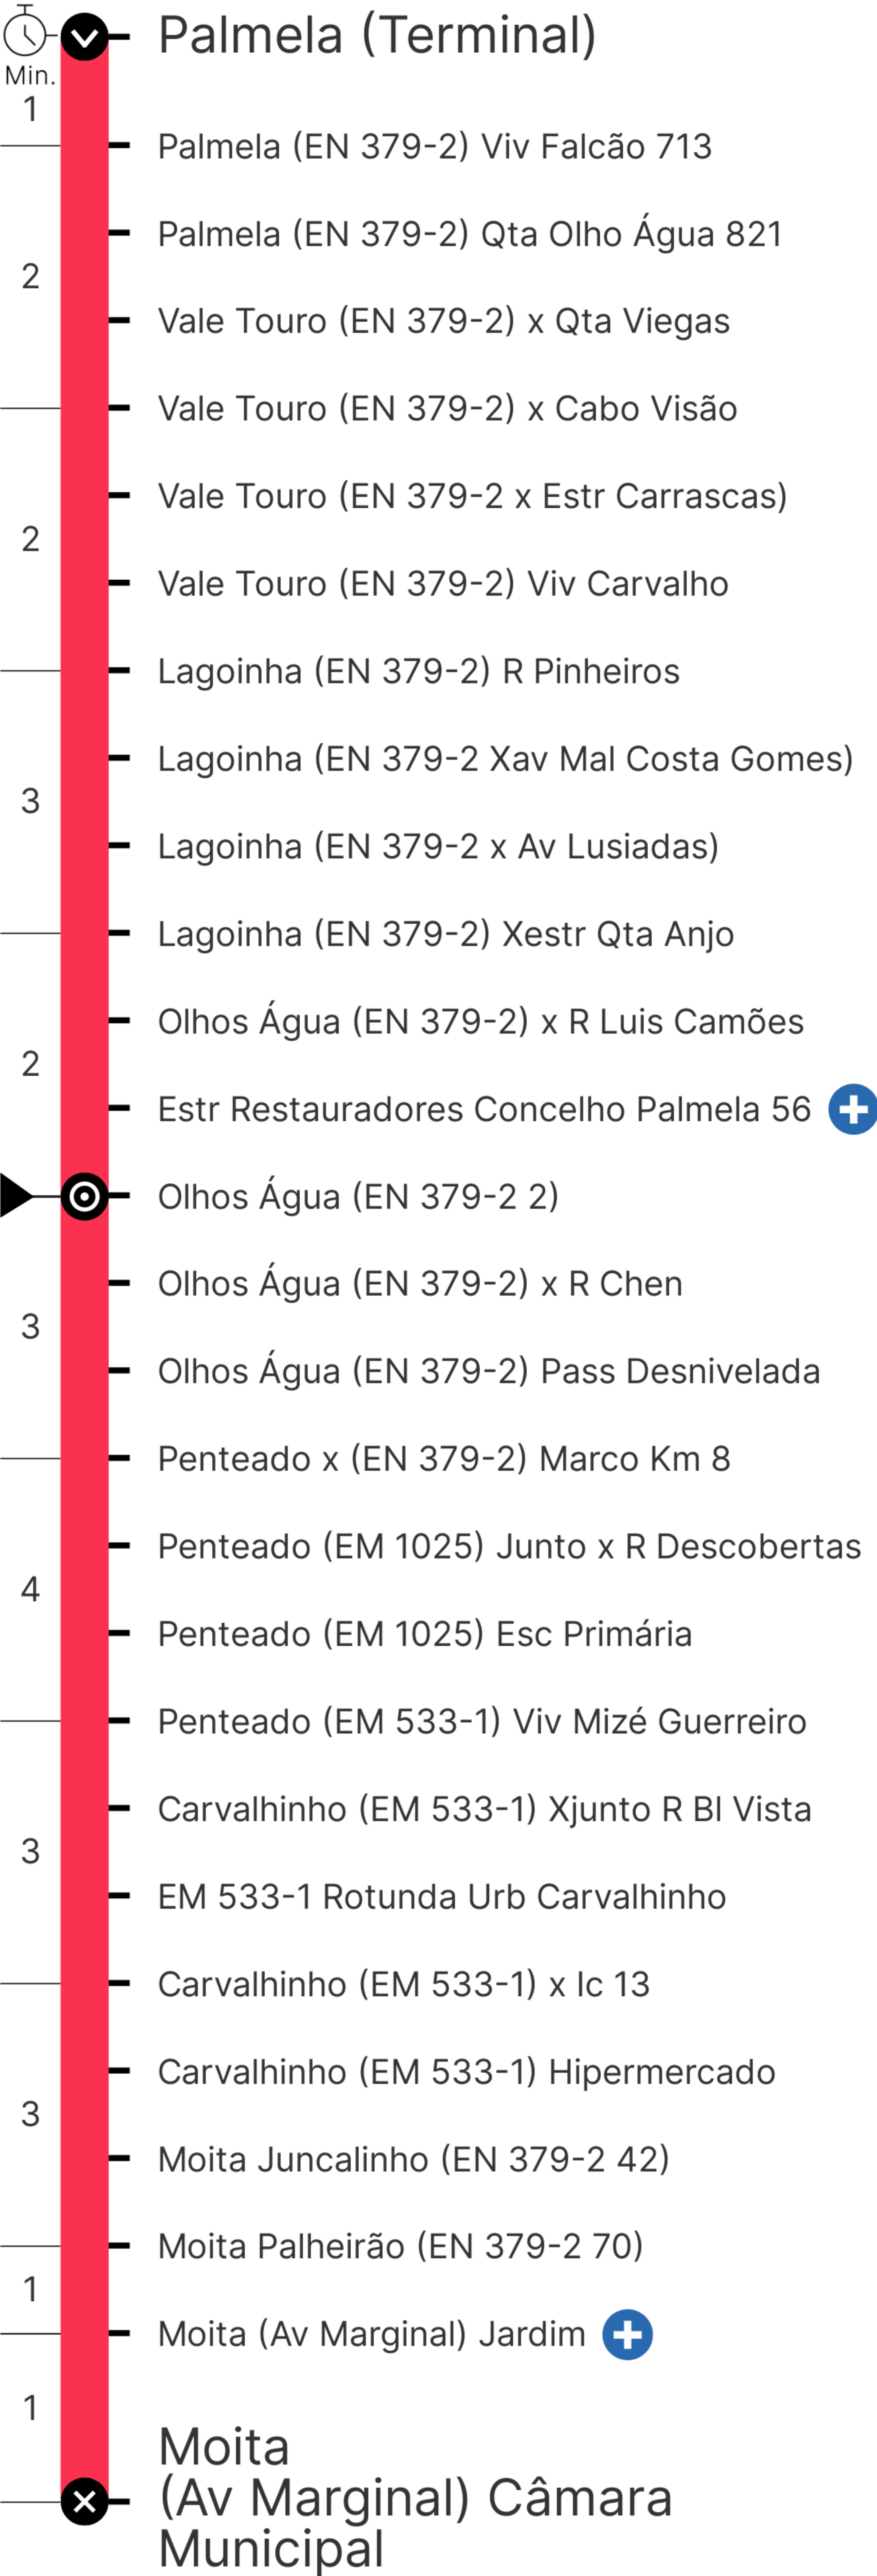 Palmela (Terminal)
Min.
1
Palmela (EN 379-2) Viv Falcão 713
Palmela (EN 379-2) Qta Olho Água 821
2
Vale Touro (EN 379-2) x Qta Viegas
Vale Touro (EN 379-2) x Cabo Visão
Vale Touro (EN 379-2 x Estr Carrascas)
2
Vale Touro (EN 379-2) Viv Carvalho
Lagoinha (EN 379-2) R Pinheiros
Lagoinha (EN 379-2 Xav Mal Costa Gomes)
3
Lagoinha (EN 379-2 x Av Lusiadas)
Lagoinha (EN 379-2) Xestr Qta Anjo
Olhos Água (EN 379-2) x R Luis Camões
2
Estr Restauradores Concelho Palmela 56
Olhos Água (EN 379-2 2)
Olhos Água (EN 379-2) x R Chen
3
Olhos Água (EN 379-2) Pass Desnivelada
Penteado x (EN 379-2) Marco Km 8
Penteado (EM 1025) Junto x R Descobertas
4
Penteado (EM 1025) Esc Primária
Penteado (EM 533-1) Viv Mizé Guerreiro
Carvalhinho (EM 533-1) Xjunto R Bl Vista
3
EM 533-1 Rotunda Urb Carvalhinho
Carvalhinho (EM 533-1) x Ic 13
Carvalhinho (EM 533-1) Hipermercado
3
Moita Juncalinho (EN 379-2 42)
Moita Palheirão (EN 379-2 70)
1
Moita (Av Marginal) Jardim
1
Moita
(Av Marginal) Câmara
Municipal